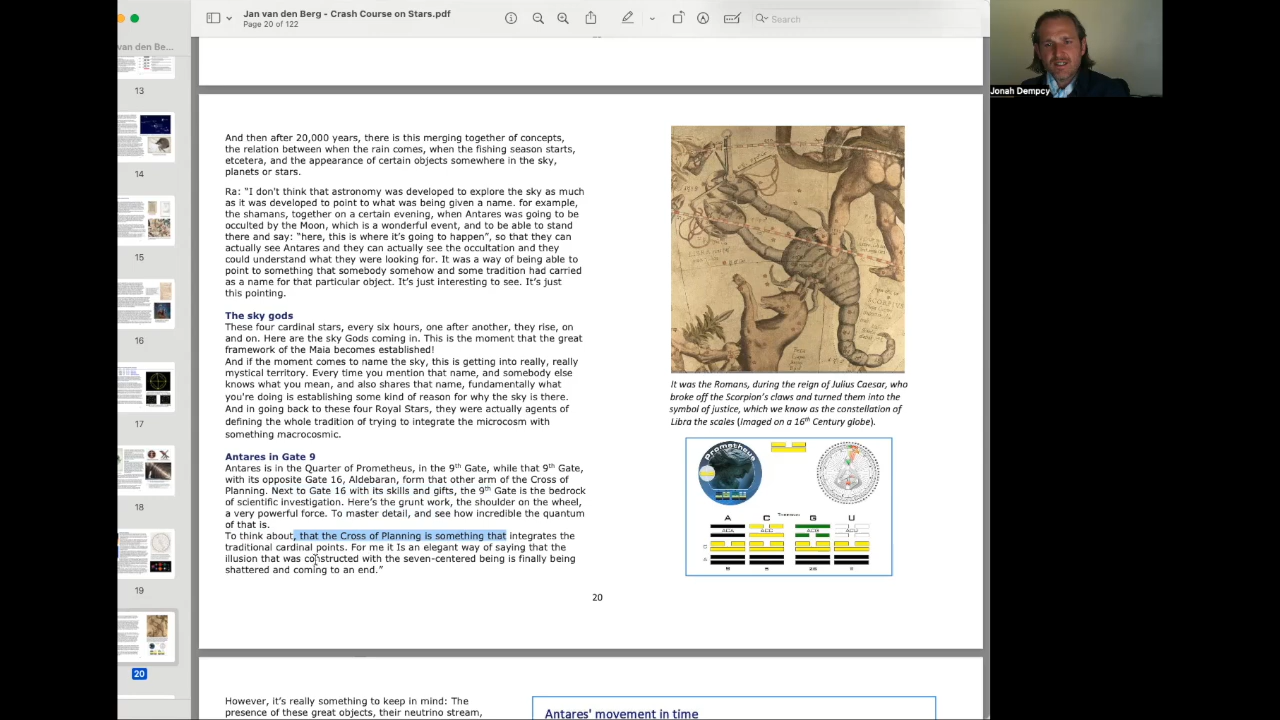 Jan van den Berg - Crash Course on Stars.pdf
Page 20 of 122
Search
van den Be...
13
14
15
16
17
18
19
20
And then after 20,000 years, there is this merging together of concepts,
the relation between when the rain comes, when the fishing season starts,
etcetera, and the appearance of certain objects somewhere in the sky,
planets or stars.
Ra: “I don't think that astronomy was developed to explore the sky as much
as it was developed to point to what was being given a name. for example,
the shamans, together on a certain evening, when Antares was going to be
occulted by the Moon, which is a wonderful event, and to be able to stand
there and say: “here, this is where it’s going to happen”, so that they can
actually see Antares and they can actually see the occultation and they
could understand what they were looking for. It was a way of being able to
point to something that somebody somehow and some tradition had carried
as a name for that particular object. It’s just interesting to see. It’s just
this pointing.
The sky gods
These four cardinal stars, every six hours, one after another, they rise, on
and on. Here are the sky Gods coming in. This is the moment that the great
framework of the Maia becomes established!
And if the moment comes to name the sky, this is getting into really, really
mystical territory. Every time you mention that name, and somebody else
knows what you mean, and also shares that name, fundamentally what
you're doing is establishing some kind of reason for why the sky is there.
And in going back to these four Royal Stars, they were actually agents of
defining the whole tradition of trying to integrate the microcosm with
something macrocosmic.
Antares in Gate 9
Antares is in the Quarter of Prometheus, in the 9th Gate, while that 9th Gate,
with its opposite Gate 16, Aldebaran, form that other arm of the Cross of
Planning. Next to Gate 16 with its skills and gifts, the 9th Gate is the bedrock
of scientific investigation. Here’s the grunt work, the shoulder on the wheel,
a very powerful force. To master detail, and see how incredible the quantum
of that is.
To think about, that the Cross of Planning is something that integrates the
traditional cardinal points. For me it Is an elegant way of saying that the
illusion that was constructed with the seven-centered being is finally being
shattered and coming to an end.”
It was the Romans, during the reign of Julius Caesar, who
broke off the Scorpion’s claws and turned them into the
symbol of justice, which we know as the constellation of
Libra the scales (imaged on a 16th Century globe).
Prometheus
A C G U
20
However, it’s really something to keep in mind: The
presence of these great objects, their neutrino stream,
Antares' movement in time
Jonah Dempcy